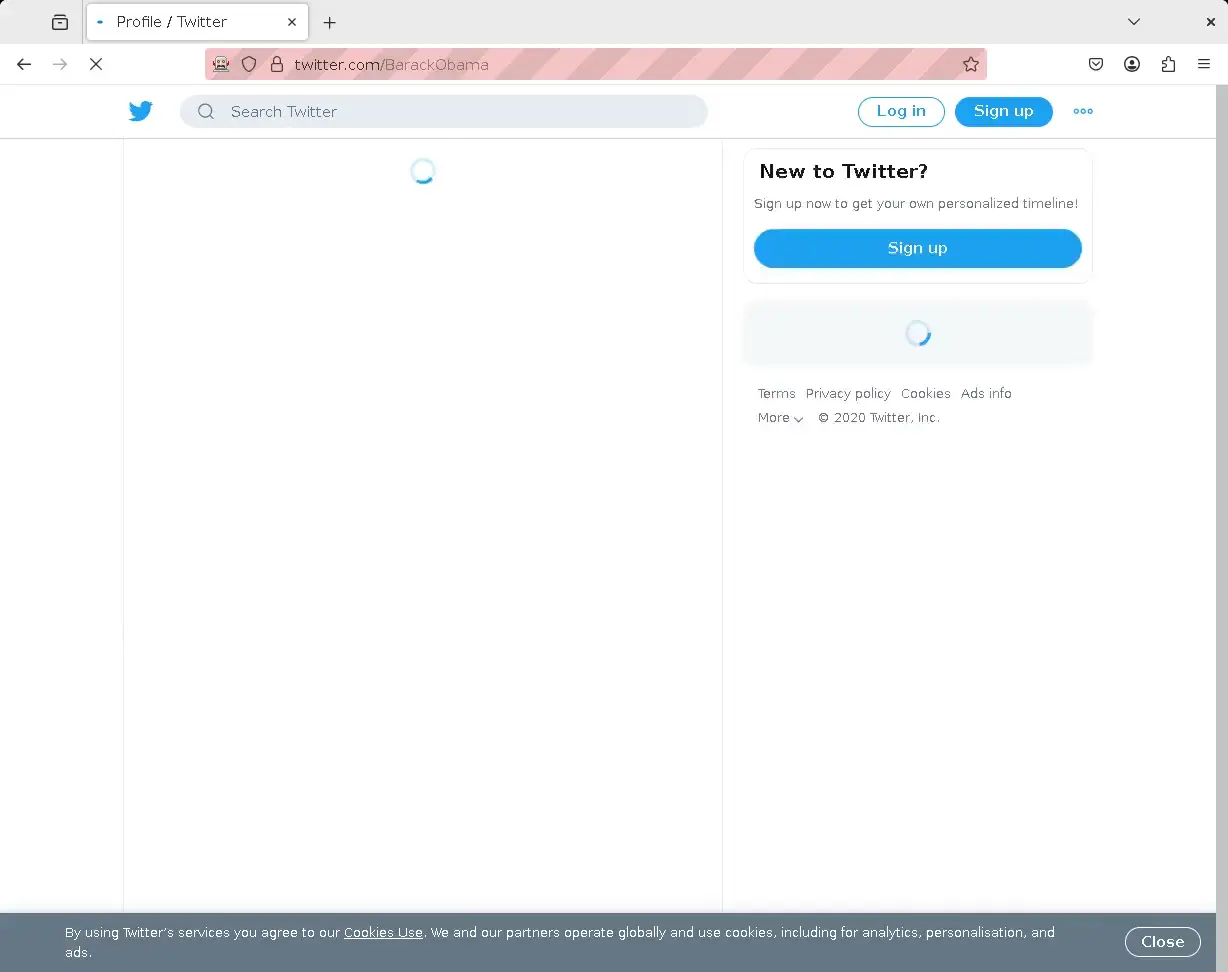 Profile / Twitter
twitter.com/BarackObama
Search Twitter
Log in
Sign up
New to Twitter?
Sign up now to get your own personalized timeline!
Sign up
Terms Privacy policy Cookies Ads info
More © 2020 Twitter, Inc.
By using Twitter's services you agree to our Cookies Use. We and our partners operate globally and use cookies, including for analytics, personalisation, and
ads.
Close